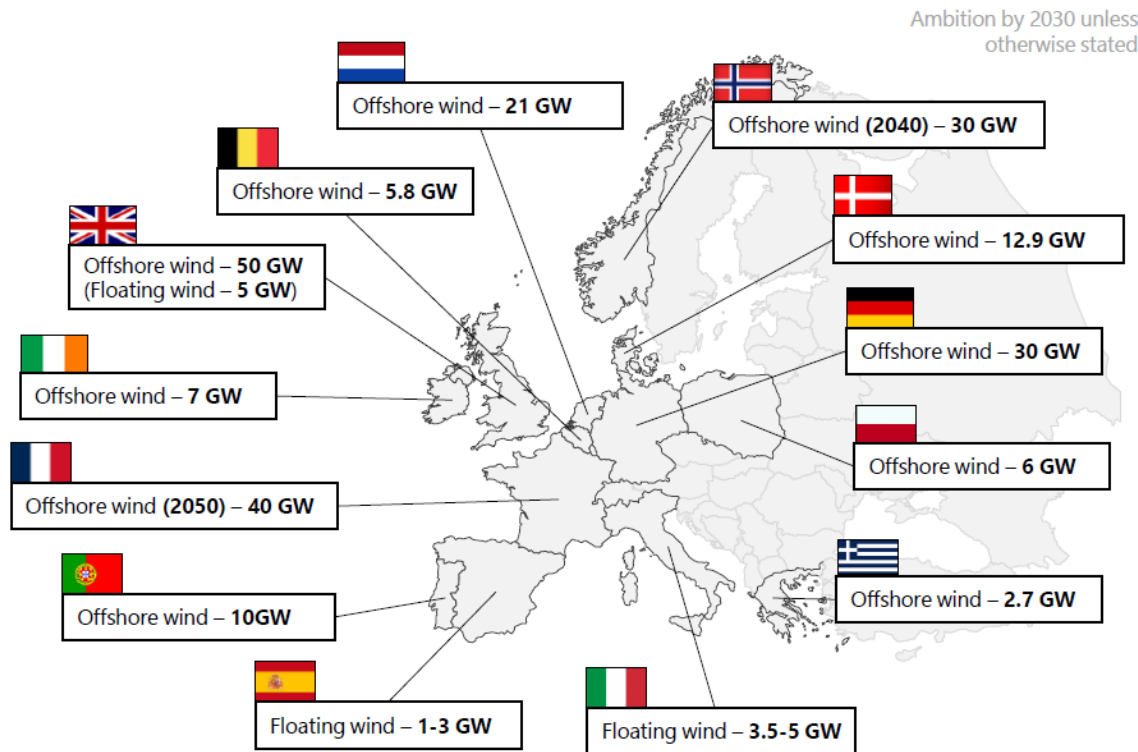 Ambition by 2030 unless
otherwise stated
Offshore wind – 21 GW
Offshore wind (2040) – 30 GW
Offshore wind – 5.8 GW
Offshore wind – 12.9 GW
Offshore wind – 50 GW
(Floating wind – 5 GW)
Offshore wind – 30 GW
Offshore wind – 7 GW
Offshore wind – 6 GW
Offshore wind (2050) – 40 GW
Offshore wind – 10GW
Offshore wind – 2.7 GW
Floating wind – 1-3 GW
Floating wind – 3.5-5 GW